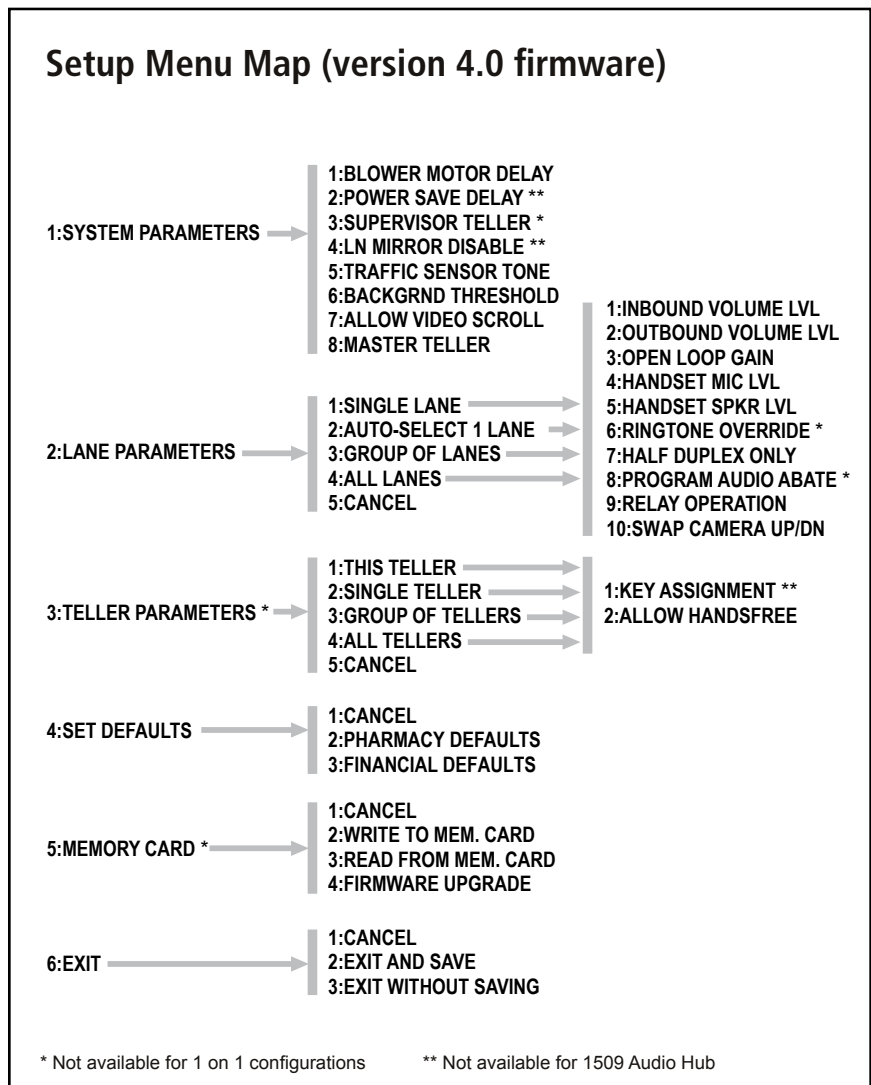 Setup Menu Map (version 4.0 firmware)
1:SYSTEM PARAMETERS
1:BLOWER MOTOR DELAY
2:POWER SAVE DELAY **
3:SUPERVISOR TELLER *
4:LN MIRROR DISABLE **
5:TRAFFIC SENSOR TONE
6:BACKGRND THRESHOLD
7:ALLOW VIDEO SCROLL
8:MASTER TELLER
2:LANE PARAMETERS
1:SINGLE LANE
2:AUTO-SELECT 1 LANE
3:GROUP OF LANES
4:ALL LANES
5:CANCEL
1:INBOUND VOLUME LVL
2:OUTBOUND VOLUME LVL
3:OPEN LOOP GAIN
4:HANDSET MIC LVL
5:HANDSET SPKR LVL
6:RINGTONE OVERRIDE *
7:HALF DUPLEX ONLY
8:PROGRAM AUDIO ABATE *
9:RELAY OPERATION
10:SWAP CAMERA UP/DN
3:TELLER PARAMETERS *
1:THIS TELLER
2:SINGLE TELLER
3:GROUP OF TELLERS
4:ALL TELLERS
5:CANCEL
1:KEY ASSIGNMENT **
2:ALLOW HANDSFREE
4:SET DEFAULTS
1:CANCEL
2:PHARMACY DEFAULTS
3:FINANCIAL DEFAULTS
5:MEMORY CARD *
1:CANCEL
2:WRITE TO MEM. CARD
3:READ FROM MEM. CARD
4:FIRMWARE UPGRADE
6:EXIT
1:CANCEL
2:EXIT AND SAVE
3:EXIT WITHOUT SAVING
* Not available for 1 on 1 configurations
** Not available for 1509 Audio Hub